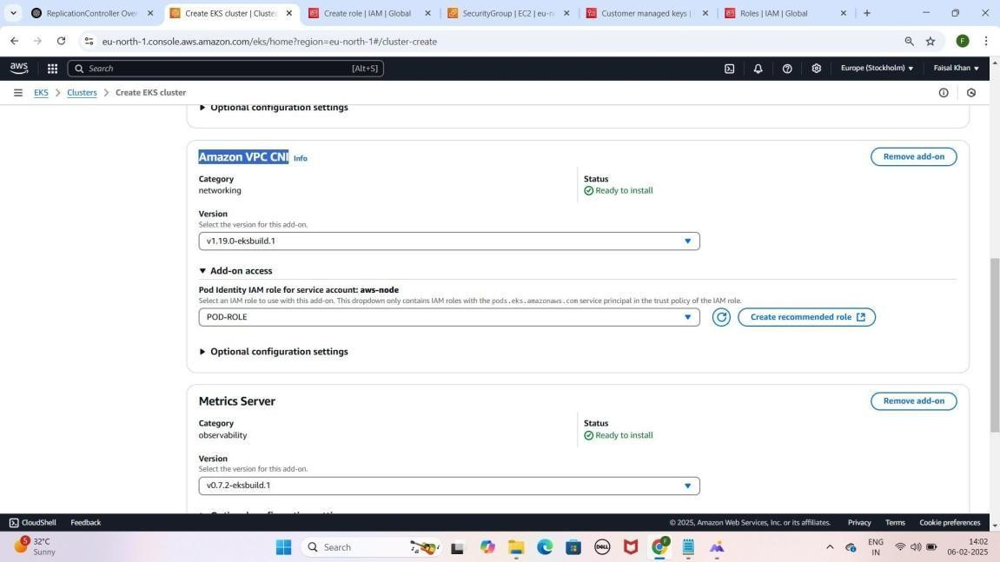 ReplicationController Over
Create EKS cluster | Cluste
Create role | IAM | Global
SecurityGroup | EC2 | eu-n
Customer managed keys |
Roles | IAM | Global
eu-north-1.console.aws.amazon.com/eks/home?region=eu-north-1#/cluster-create
F
aws
Search
[Alt+S]
Europe (Stockholm)
Faisal Khan
EKS
Clusters
Create EKS cluster
Optional configuration settings
Amazon VPC CNI Info
Remove add-on
Category
networking
Status
Ready to install
Version
Select the version for this add-on.
v1.19.0-eksbuild.1
Add-on access
Pod Identity IAM role for service account: aws-node
Select an IAM role to use with this add-on. This dropdown only contains IAM roles with the pods.eks.amazonaws.com service principal in the trust policy of the IAM role.
POD-ROLE
Create recommended role
Optional configuration settings
Metrics Server
Remove add-on
Category
observability
Status
Ready to install
Version
Select the version for this add-on.
v0.7.2-eksbuild.1
Optional configuration settings
CloudShell
Feedback
© 2025, Amazon Web Services, Inc. or its affiliates.
Privacy
Terms
Cookie preferences
5
32°C
Sunny
Search
DELL
F
ENG
IN
14:02
06-02-2025